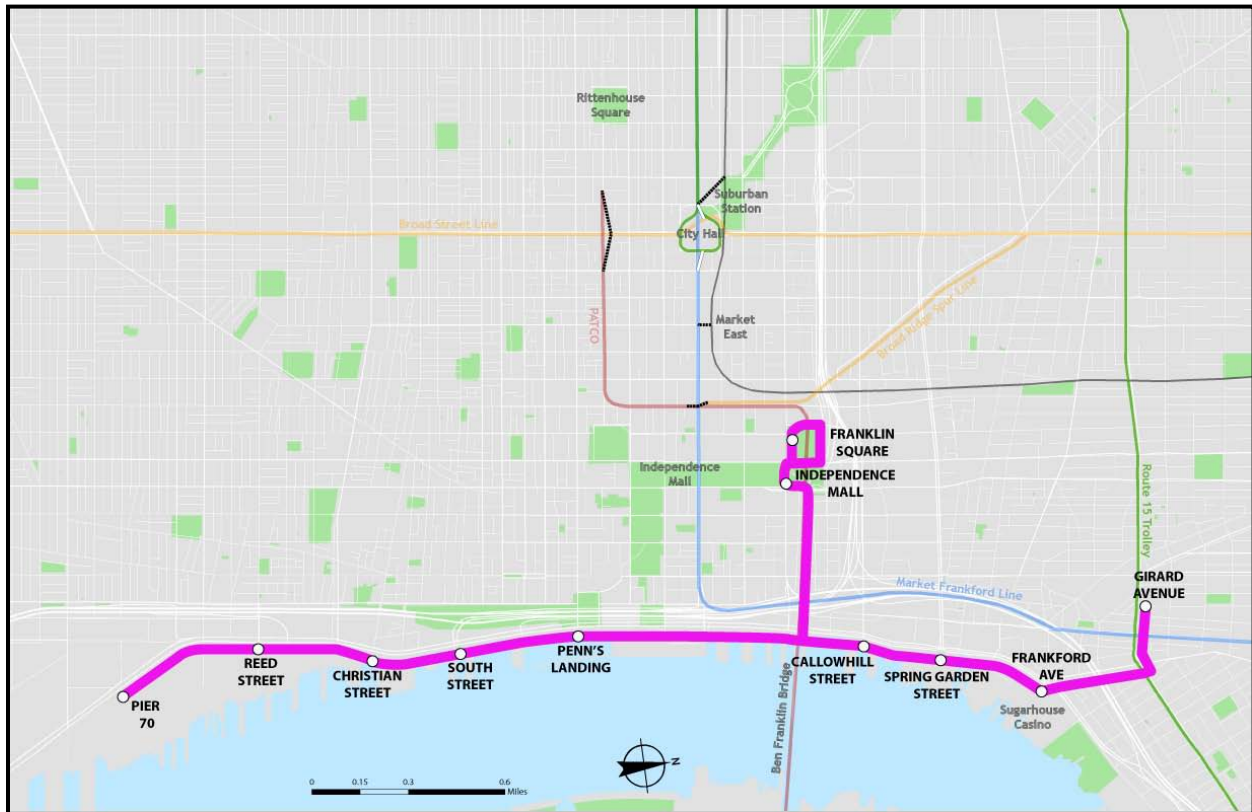 Rittenhouse
Square
Suburban
Station
Broad Street Line
City Hall
PATCO
Market
East
Broad Ridge Spur Line
FRANKLIN
SQUARE
Independence
Mall
INDEPENDENCE
MALL
Route 15 Trolley
Market Frankford Line
GIRARD
AVENUE
REED
STREET
CHRISTIAN
STREET
SOUTH
STREET
PENN'S
LANDING
CALLOWHILL
STREET
SPRING GARDEN
STREET
FRANKFORD
AVE
PIER
70
Sugarhouse
Casino
Ben Franklin Bridge
N
0 0.15 0.3 0.6
Miles